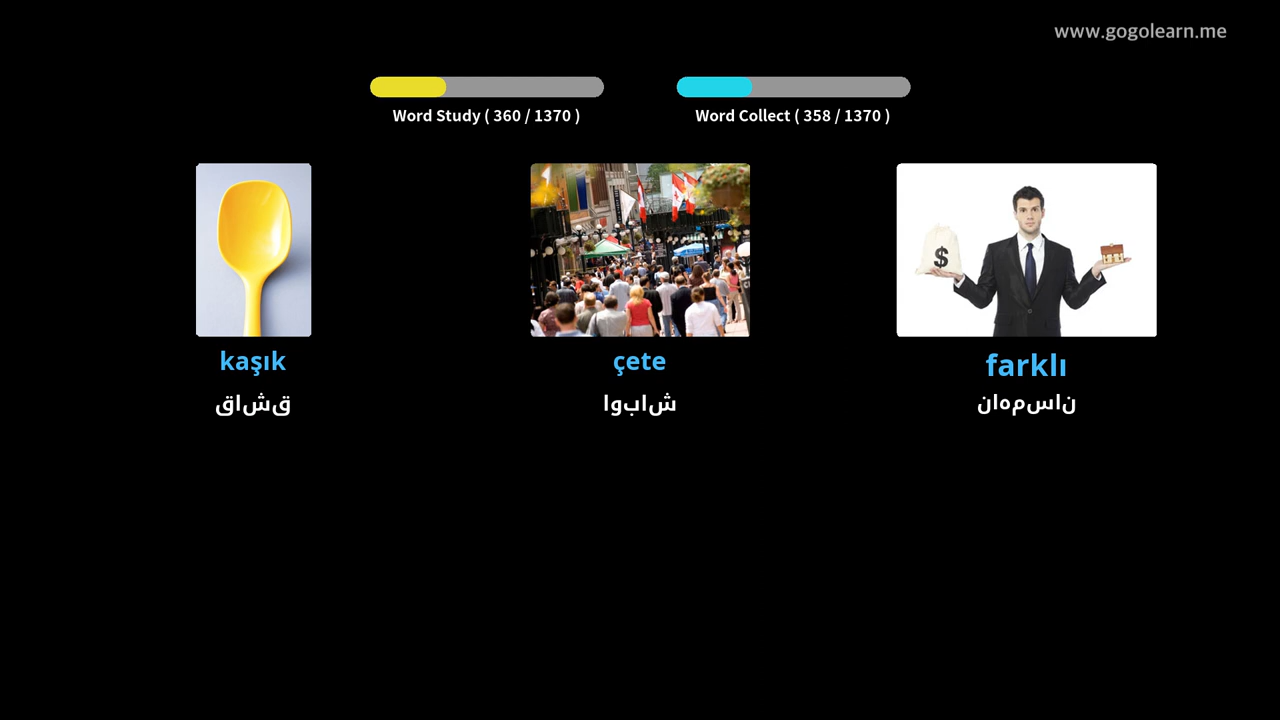 www.gogolearn.me
Word Study ( 360 / 1370 )
Word Collect ( 358 / 1370 )
kaşık
çete
farklı
قشاق
شابوا
ناسمهان